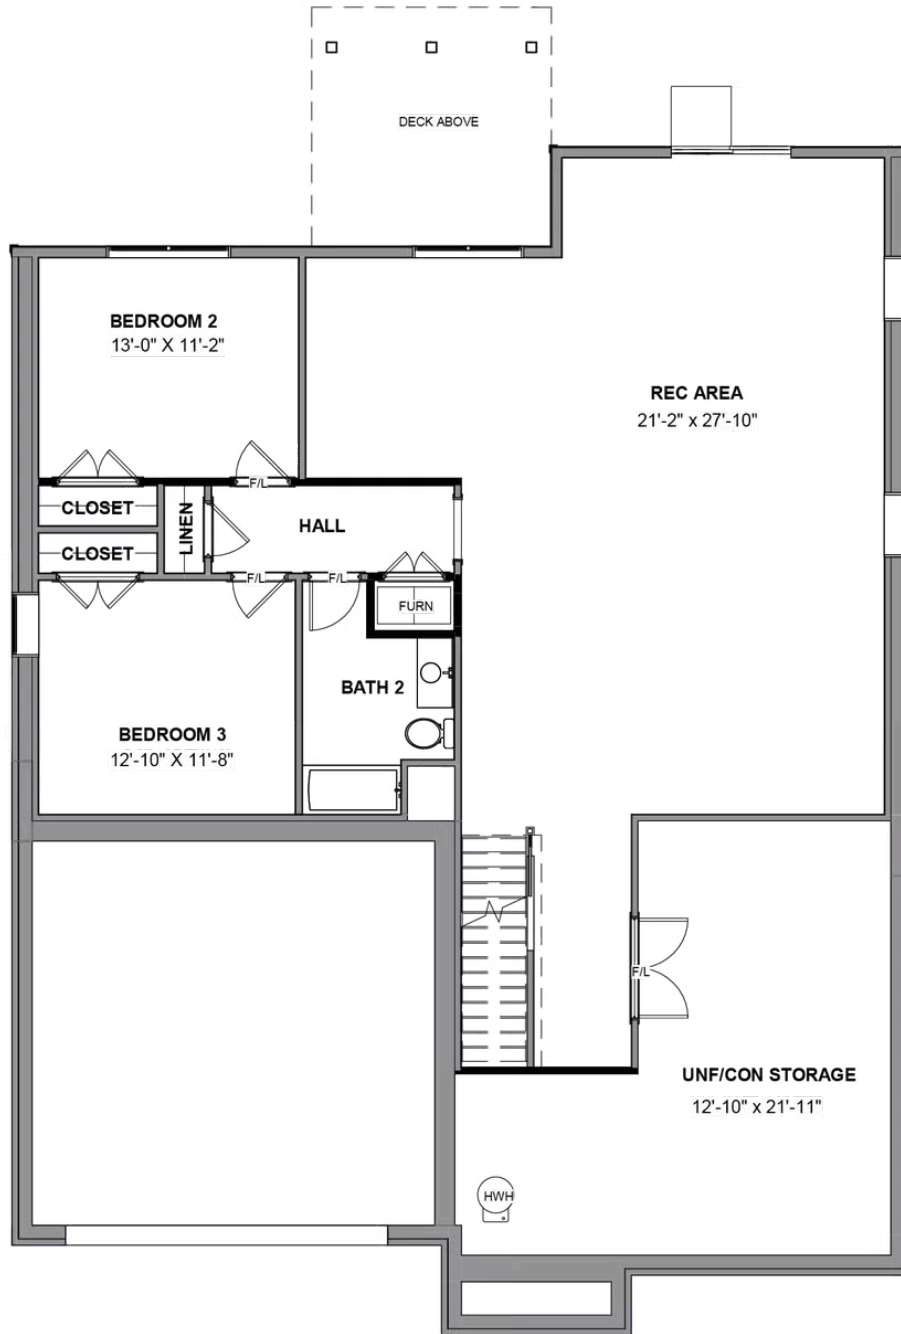 DECK ABOVE
BEDROOM 2
13'-0" X 11'-2"
REC AREA
21'-2" x 27'-10"
F/L
CLOSET
LINEN
HALL
CLOSET
F/L
F/L
FURN
BATH 2
BEDROOM 3
12'-10" X 11'-8"
F/L
UNF/CON STORAGE
12'-10" x 21'-11"
HWH